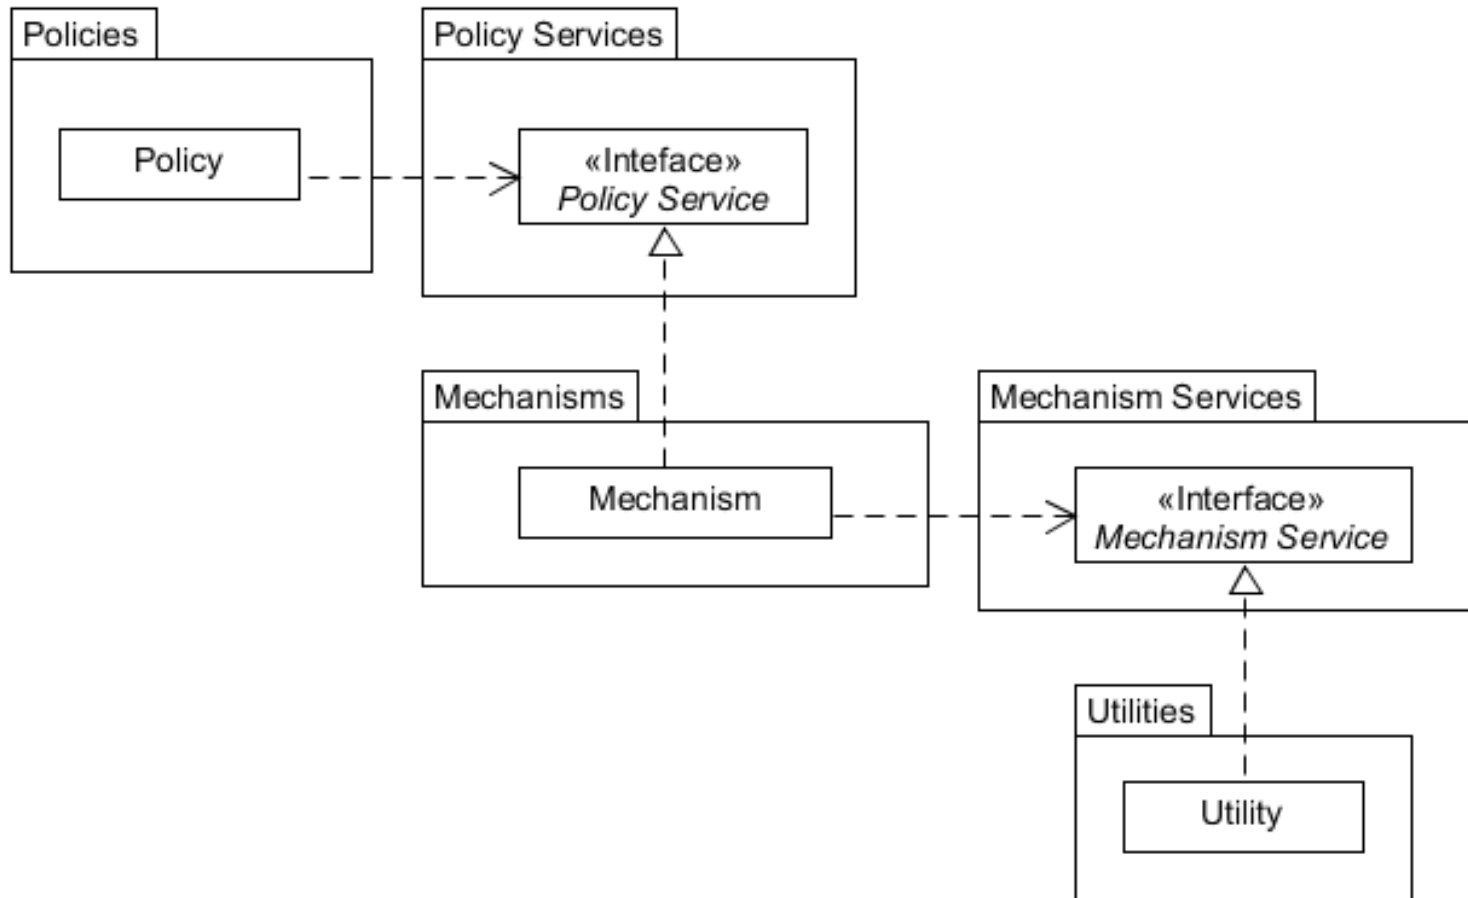 Policies
Policy Services
Policy
«Inteface»
Policy Service
Mechanisms
Mechanism Services
Mechanism
«Interface»
Mechanism Service
Utilities
Utility